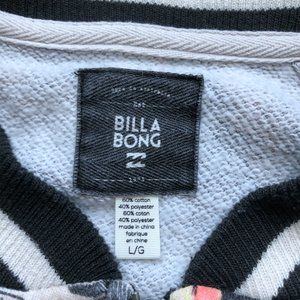 BILLA
BONG
60% cotton
40% polyester
60% coton
40% polyester
made in china
fabriqué
en chine
L/G